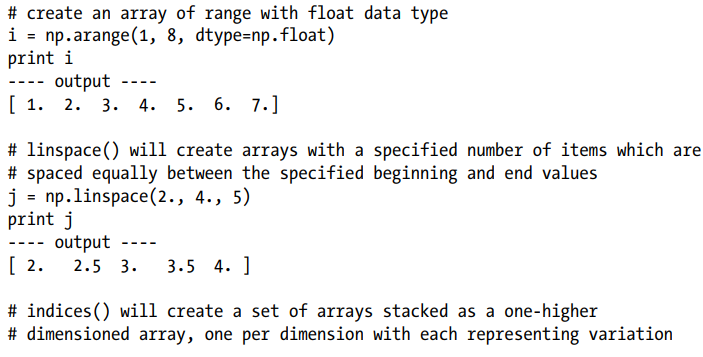 # create an array of range with float data type
i = np.arange(1, 8, dtype=np.float)
print i
---- output ----
[ 1.  2.  3.  4.  5.  6.  7.]
# linspace() will create arrays with a specified number of items which are
# spaced equally between the specified beginning and end values
j = np.linspace(2., 4., 5)
print j
---- output ----
[ 2.   2.5  3.   3.5  4. ]
# indices() will create a set of arrays stacked as a one-higher
# dimensioned array, one per dimension with each representing variation